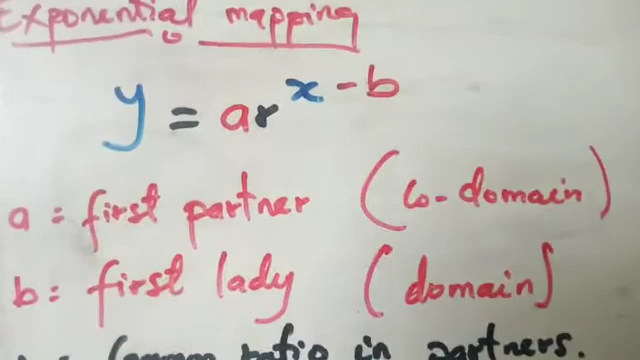 Exponential mapping
y = ar^x-b
a = first partner (co-domain)
b = first lady (domain)
common ratio in partners.